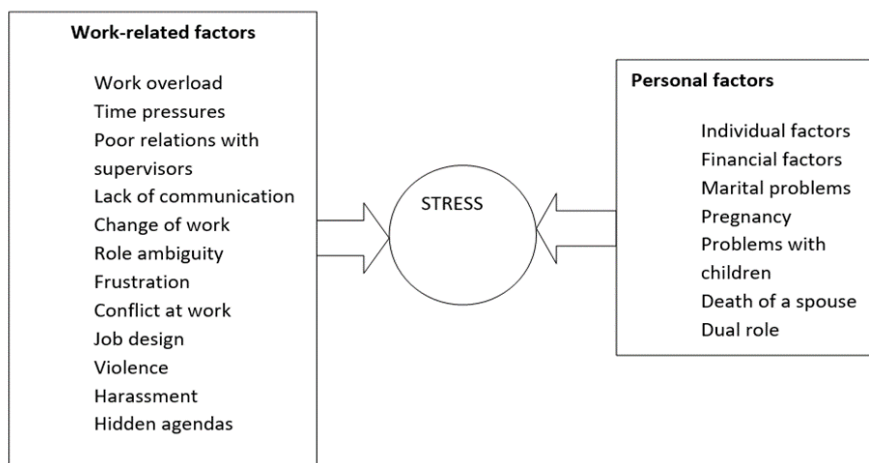 Work-related factors
Work overload
Time pressures
Poor relations with
supervisors
Lack of communication
Change of work
Role ambiguity
Frustration
Conflict at work
Job design
Violence
Harassment
Hidden agendas
STRESS
Personal factors
Individual factors
Financial factors
Marital problems
Pregnancy
Problems with
children
Death of a spouse
Dual role